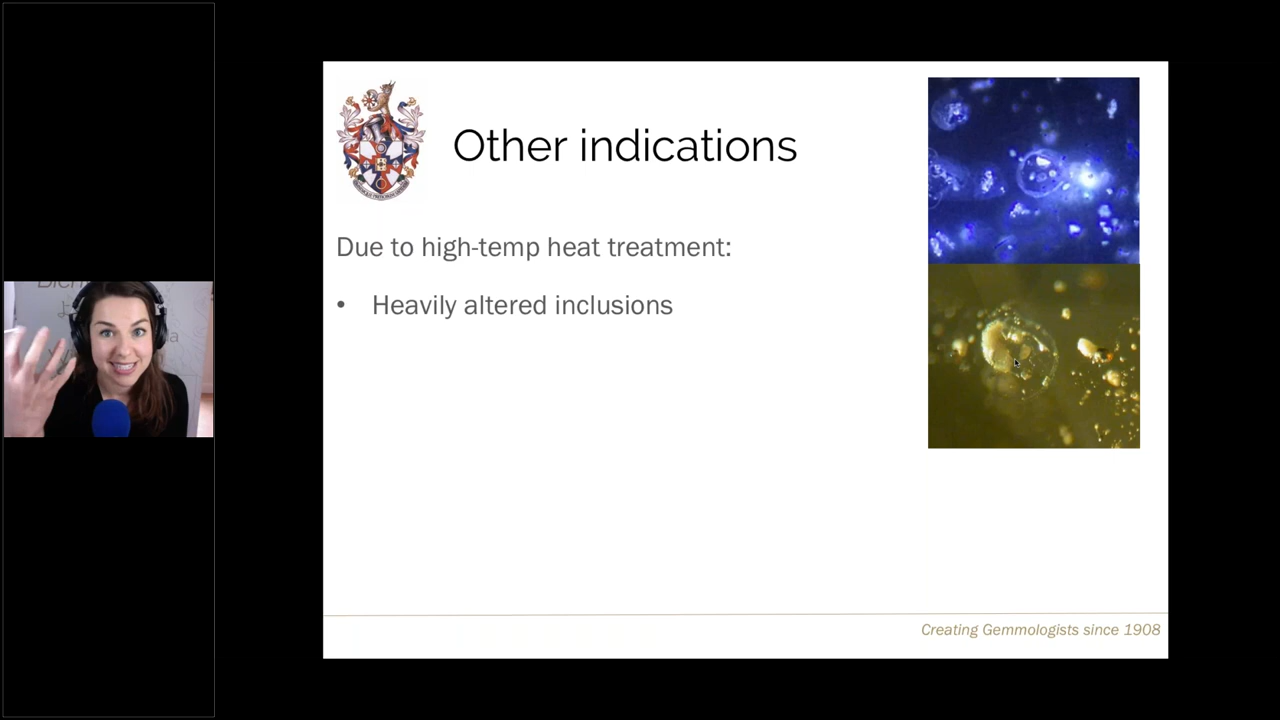 Other indications
Due to high-temp heat treatment:
• Heavily altered inclusions
Creating Gemmologists since 1908